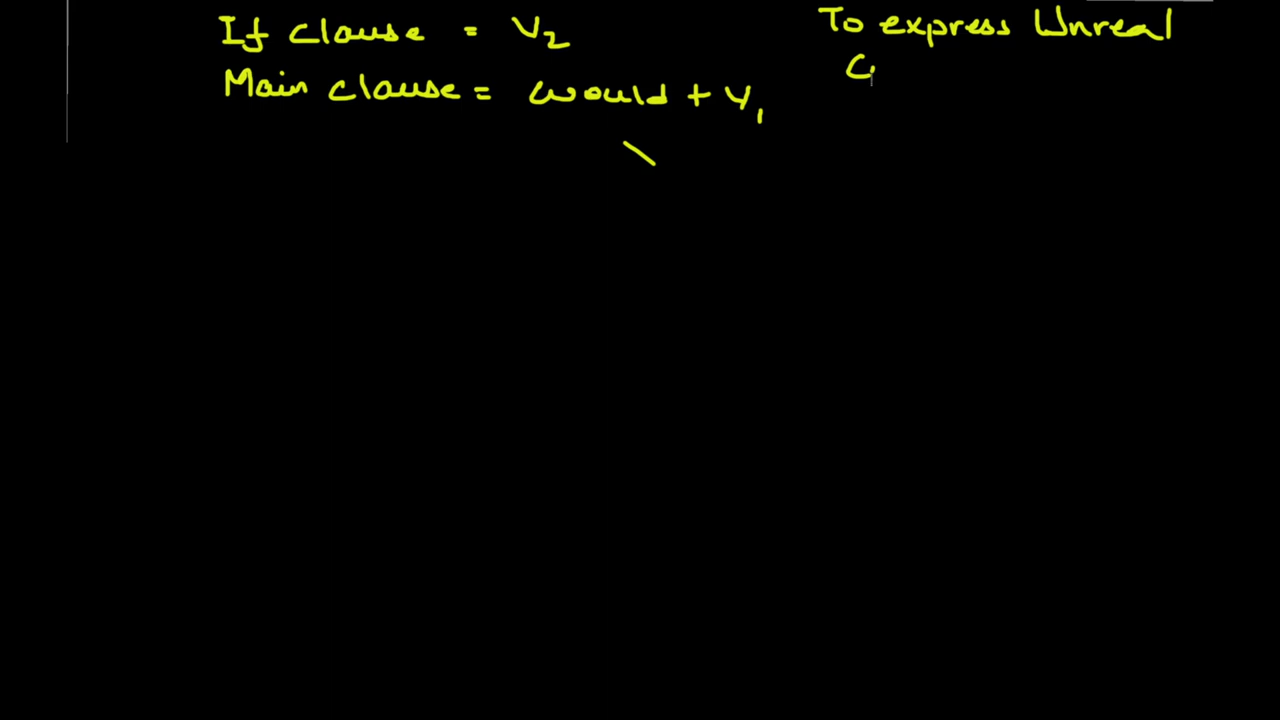 If clause = V2
Main clause = would + V1
To express Unreal
C